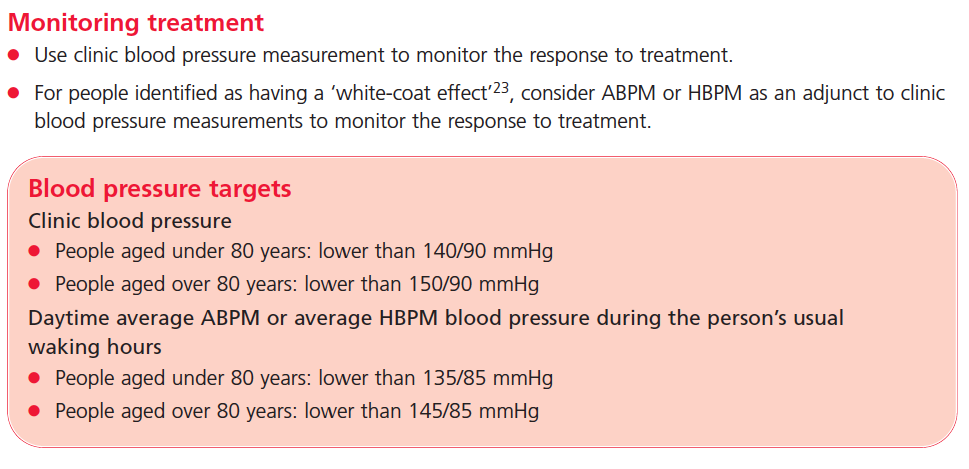 Monitoring treatment
● Use clinic blood pressure measurement to monitor the response to treatment.
● For people identified as having a ‘white-coat effect’23, consider ABPM or HBPM as an adjunct to clinic
blood pressure measurements to monitor the response to treatment.
Blood pressure targets
Clinic blood pressure
● People aged under 80 years: lower than 140/90 mmHg
● People aged over 80 years: lower than 150/90 mmHg
Daytime average ABPM or average HBPM blood pressure during the person’s usual
waking hours
● People aged under 80 years: lower than 135/85 mmHg
● People aged over 80 years: lower than 145/85 mmHg